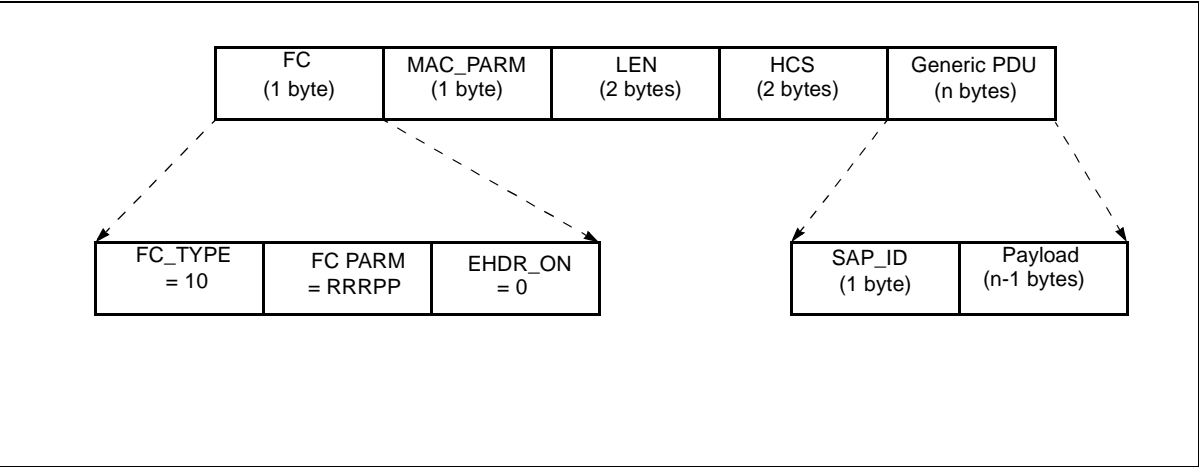 FC
(1 byte)
MAC_PARM
(1 byte)
LEN
(2 bytes)
HCS
(2 bytes)
Generic PDU
(n bytes)
FC_TYPE
= 10
FC PARM
= RRRPP
EHDR_ON
= 0
SAP_ID
(1 byte)
Payload
(n-1 bytes)